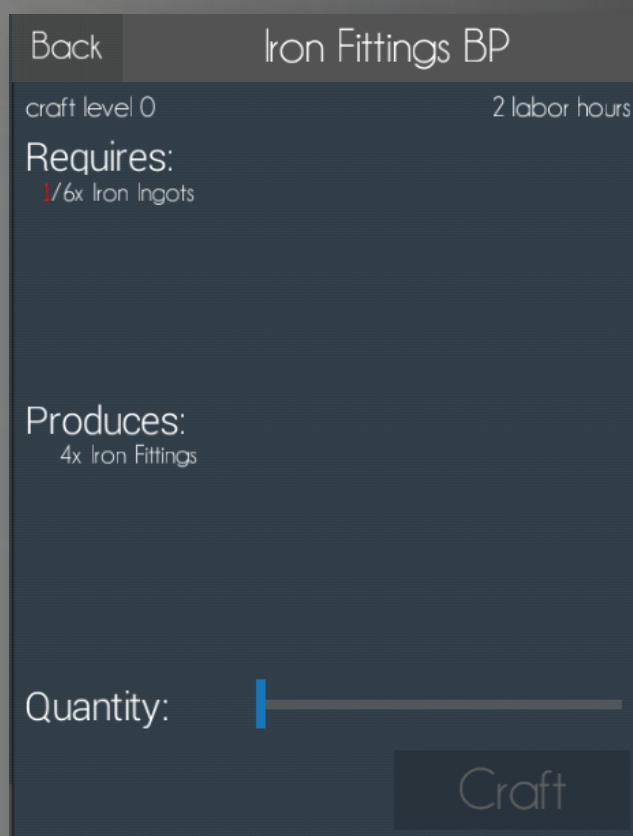 Back
Iron Fittings BP
craft level 0
2 labor hours
Requires:
1/6x Iron Ingots
Produces:
4x Iron Fittings
Quantity:
Craft